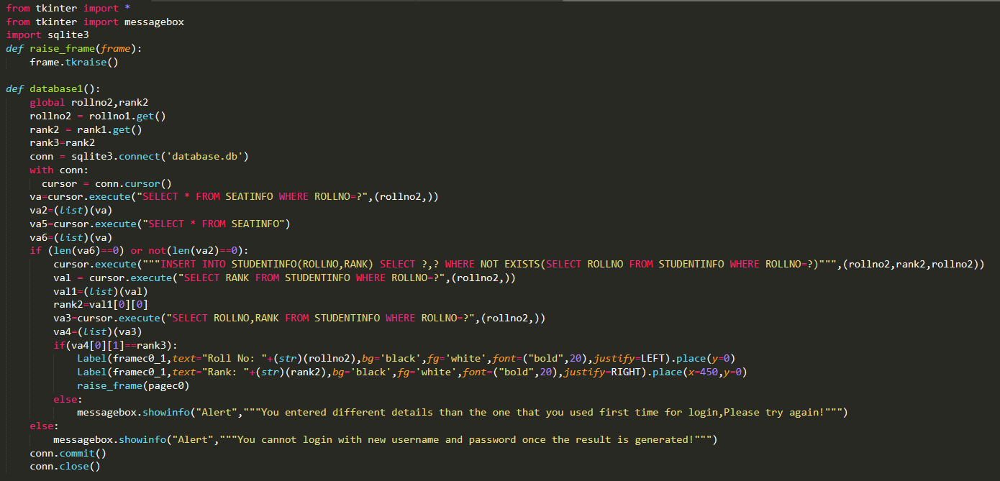 from tkinter import *
from tkinter import messagebox
import sqlite3
def raise_frame(frame):
    frame.tkraise()

def database1():
    global rollno2,rank2
    rollno2 = rollno1.get()
    rank2 = rank1.get()
    rank3=rank2
    conn = sqlite3.connect('database.db')
    with conn:
      cursor = conn.cursor()
    va=cursor.execute("SELECT * FROM SEATINFO WHERE ROLLNO=?",(rollno2,))
    va2=(list)(va)
    va5=cursor.execute("SELECT * FROM SEATINFO")
    va6=(list)(va)
    if (len(va6)==0) or not(len(va2)==0):
        cursor.execute("""INSERT INTO STUDENTINFO(ROLLNO,RANK) SELECT ?,? WHERE NOT EXISTS(SELECT ROLLNO FROM STUDENTINFO WHERE ROLLNO=?)""",(rollno2,rank2,rollno2))
        val = cursor.execute("SELECT RANK FROM STUDENTINFO WHERE ROLLNO=?",(rollno2,))
        val1=(list)(val)
        rank2=val1[0][0]
        va3=cursor.execute("SELECT ROLLNO,RANK FROM STUDENTINFO WHERE ROLLNO=?",(rollno2,))
        va4=(list)(va3)
        if(va4[0][1]==rank3):
            Label(framec0_1,text="Roll No: "+(str)(rollno2),bg='black',fg='white',font=("bold",20),justify=LEFT).place(y=0)
            Label(framec0_1,text="Rank: "+(str)(rank2),bg='black',fg='white',font=("bold",20),justify=RIGHT).place(x=450,y=0)
            raise_frame(pagec0)
        else:
            messagebox.showinfo("Alert","""You entered different details than the one that you used first time for login,Please try again!""")
    else:
        messagebox.showinfo("Alert","""You cannot login with new username and password once the result is generated!""")
    conn.commit()
    conn.close()